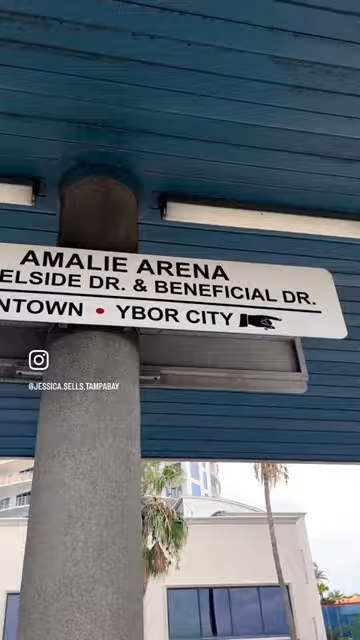 AMALIE ARENA
ELSIDE DR. & BENEFICIAL DR.
NTOWN • YBOR CITY
@JESSICA.SELLS.TAMPABAY